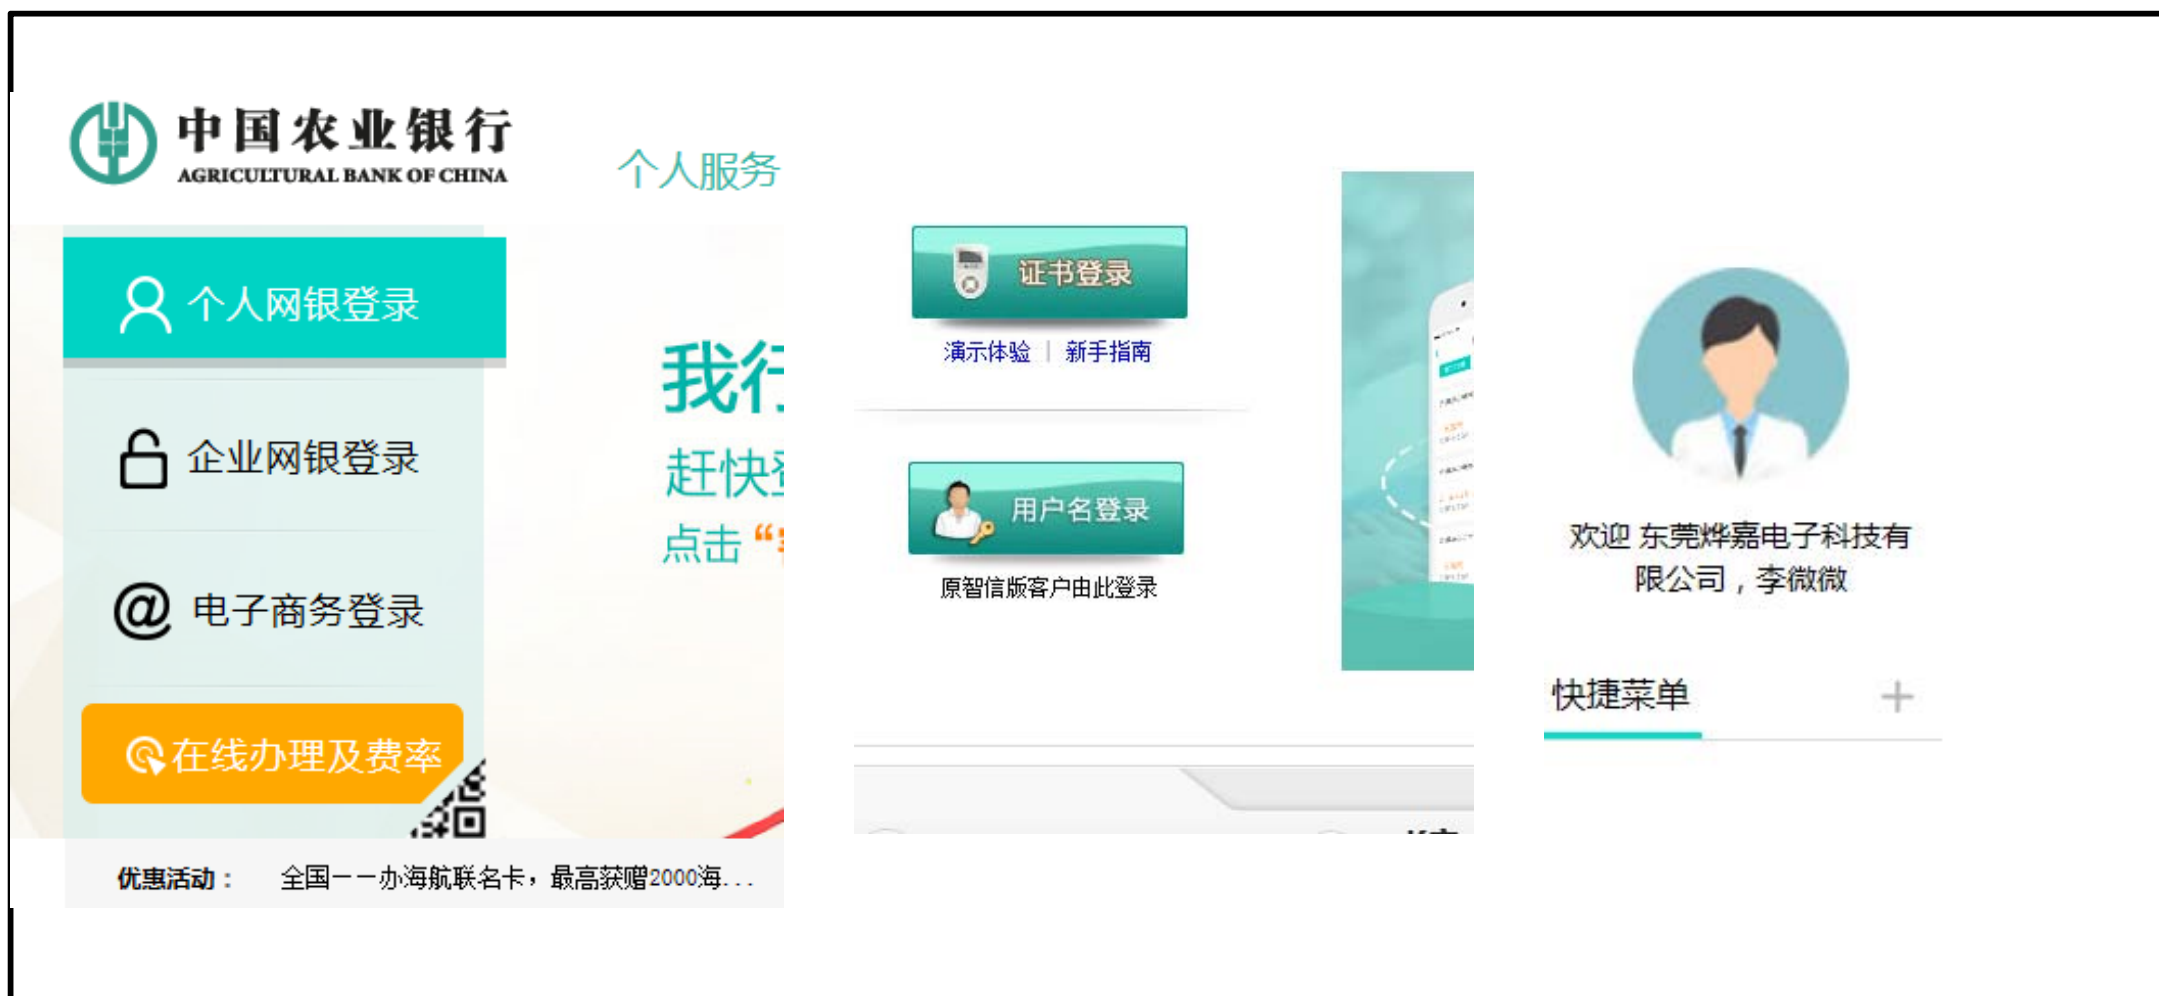 中国农业银行
AGRICULTURAL BANK OF CHINA
个人服务
个人网银登录
企业网银登录
@ 电子商务登录
在线办理及费率
我行
赶快
点击“
优惠活动： 全国一一办海航联名卡，最高获赠2000海...
证书登录
演示体验 | 新手指南
用户名登录
原智信版客户由此登录
欢迎 东莞烨嘉电子科技有
限公司，李微微
快捷菜单 +